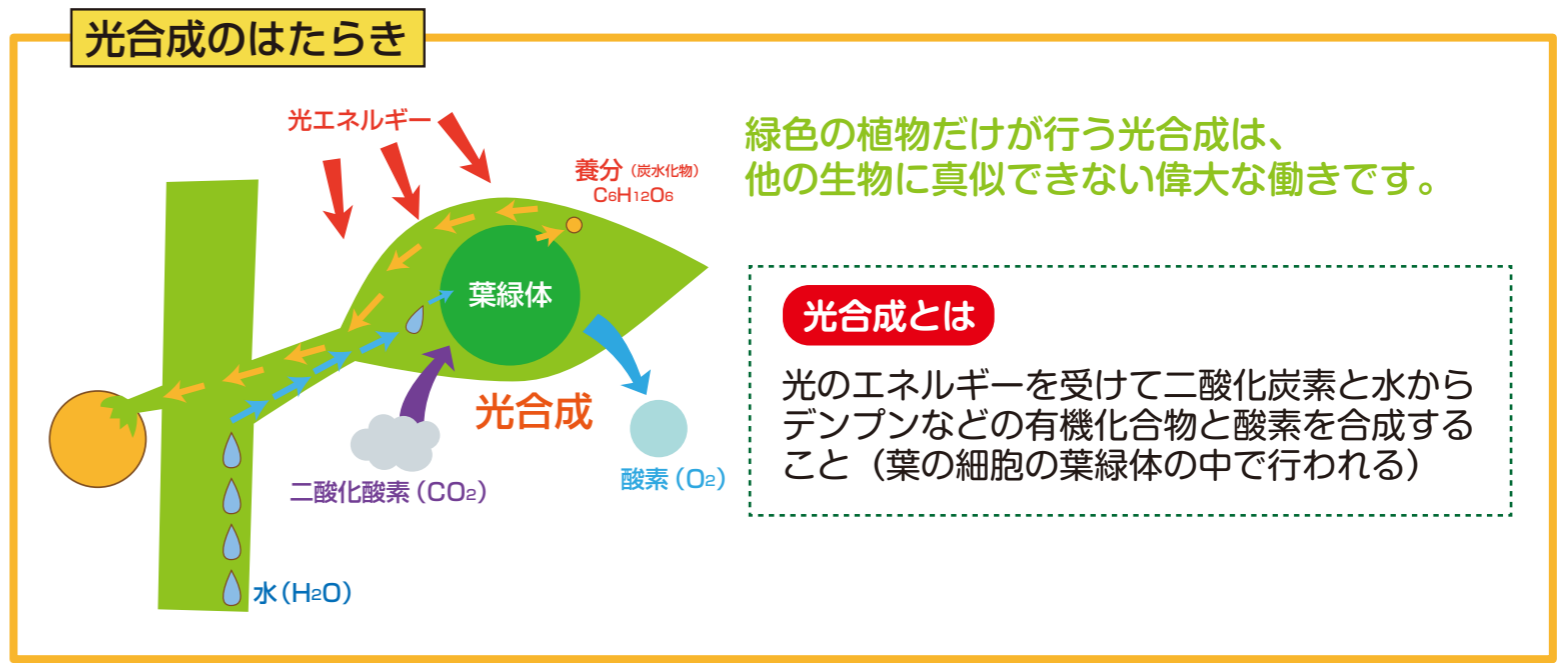 光合成のはたらき
光エネルギー
養分(炭水化物)
C6H12O6
葉緑体
光合成
二酸化酸素(CO2)
酸素(O2)
水(H2O)
緑色の植物だけが行う光合成は、
他の生物に真似できない偉大な働きです。
光合成とは
光のエネルギーを受けて二酸化炭素と水から
デンプンなどの有機化合物と酸素を合成する
こと(葉の細胞の葉緑体の中で行われる)